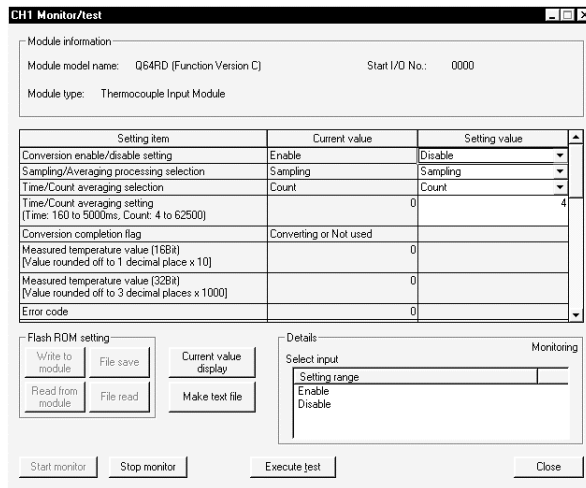 CH1 Monitor/test
Module information
Module model name: Q64RD (Function Version C) Start I/O No.: 0000
Module type: Thermocouple Input Module
Setting item Current value Setting value
Conversion enable/disable setting Enable Disable
Sampling/Averaging processing selection Sampling Sampling
Time/Count averaging selection Count Count
Time/Count averaging setting 0 4
(Time: 160 to 5000ms, Count: 4 to 62500)
Conversion completion flag Converting or Not used
Measured temperature value (16Bit) 0
[Value rounded off to 1 decimal place x 10]
Measured temperature value (32Bit) 0
[Value rounded off to 3 decimal places x 1000]
Error code 0
Flash ROM setting
Write to
module
File save
Read from
module
File read
Current value
display
Make text file
Details
Monitoring
Select input
Setting range
Enable
Disable
Start monitor Stop monitor Execute test Close